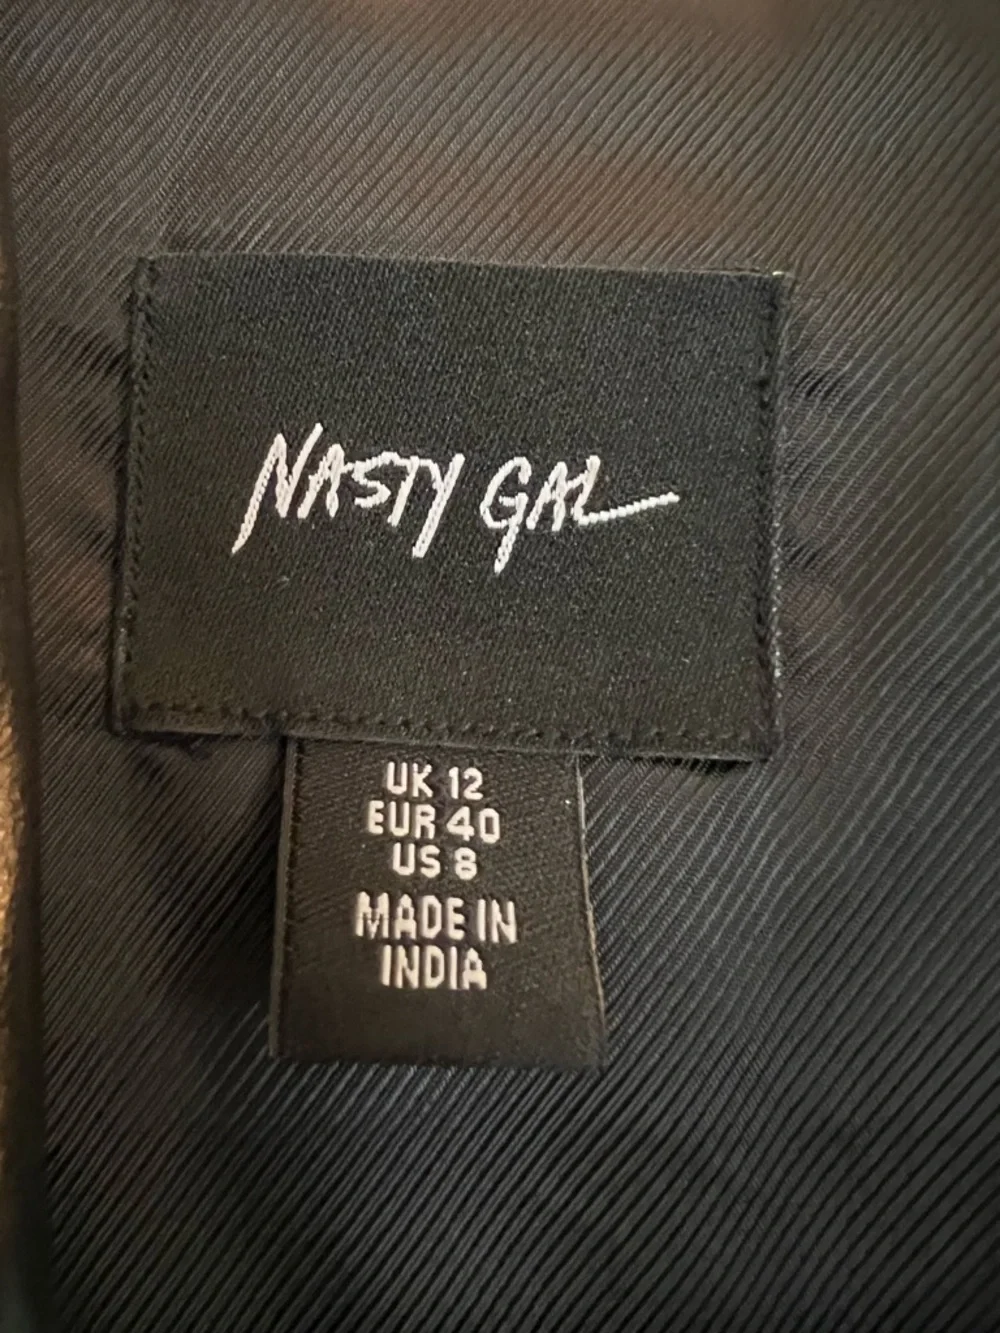 NASTY GAL
UK 12
EUR 40
US 8
MADE IN
INDIA